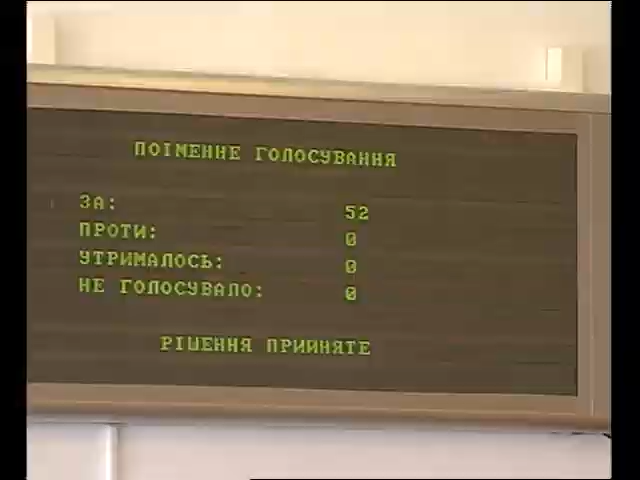 ПОІМЕННЕ ГОЛОСУВАННЯ
ЗА: 52
ПРОТИ: 0
УТРИМАЛОСЬ: 0
НЕ ГОЛОСУВАЛО: 0
РІШЕННЯ ПРИЙНЯТЕ